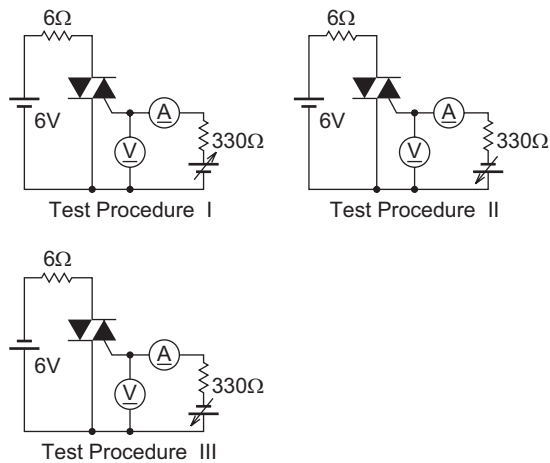 6Ω
6V
A
V
330Ω
Test Procedure I
6Ω
6V
A
V
330Ω
Test Procedure II
6Ω
6V
A
V
330Ω
Test Procedure III